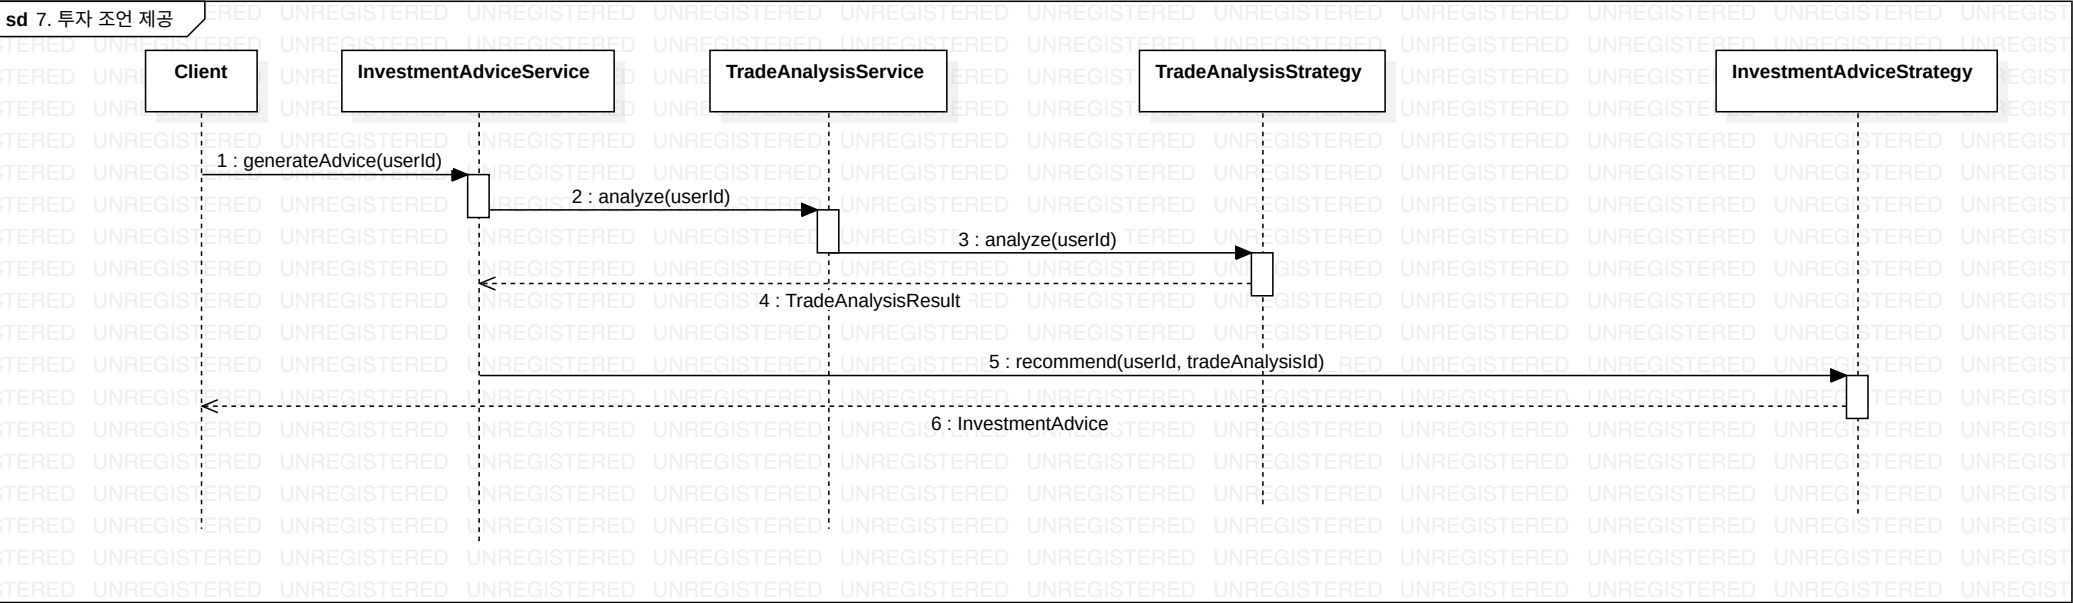 sd 7. 투자 조언 제공
Client
InvestmentAdviceService
TradeAnalysisService
TradeAnalysisStrategy
InvestmentAdviceStrategy
1 : generateAdvice(userId)
2 : analyze(userId)
3 : analyze(userId)
4 : TradeAnalysisResult
5 : recommend(userId, tradeAnalysisId)
6 : InvestmentAdvice
UNREGISTERED